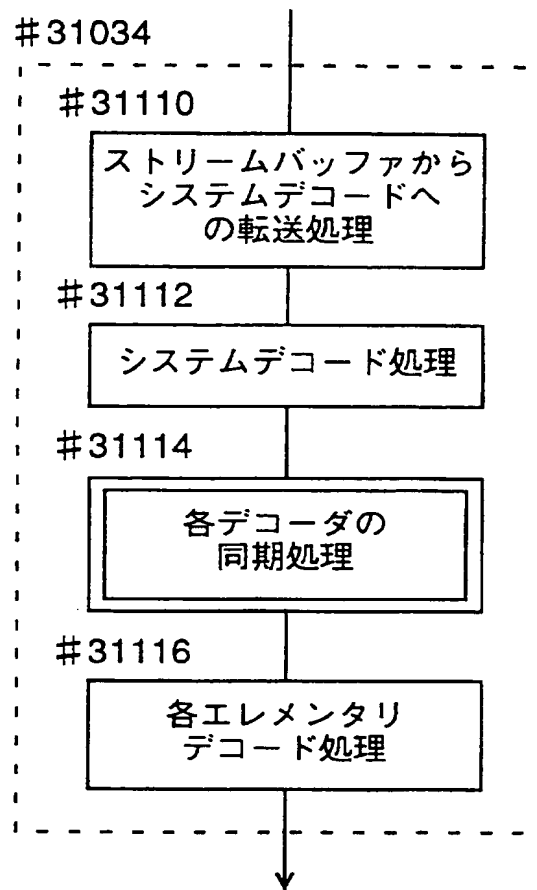 #31034
#31110
ストリームバッファから
システムデコードへ
の転送処理
#31112
システムデコード処理
#31114
各デコーダの
同期処理
#31116
各エレメンタリ
デコード処理